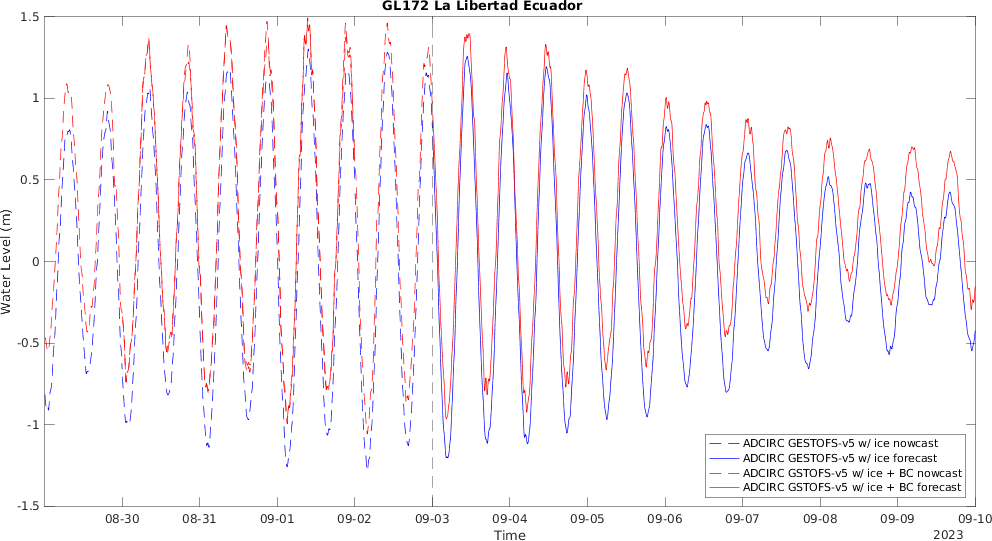 GL172 La Libertad Ecuador
1.5
1
0.5
0
-0.5
-1
-1.5
Water Level (m)
08-30
08-31
09-01
09-02
09-03
09-04
09-05
09-06
09-07
09-08
09-09
09-10
Time
2023
ADCIRC GESTOFS-v5 w/ ice nowcast
ADCIRC GESTOFS-v5 w/ ice forecast
ADCIRC GSTOFS-v5 w/ ice + BC nowcast
ADCIRC GSTOFS-v5 w/ ice + BC forecast